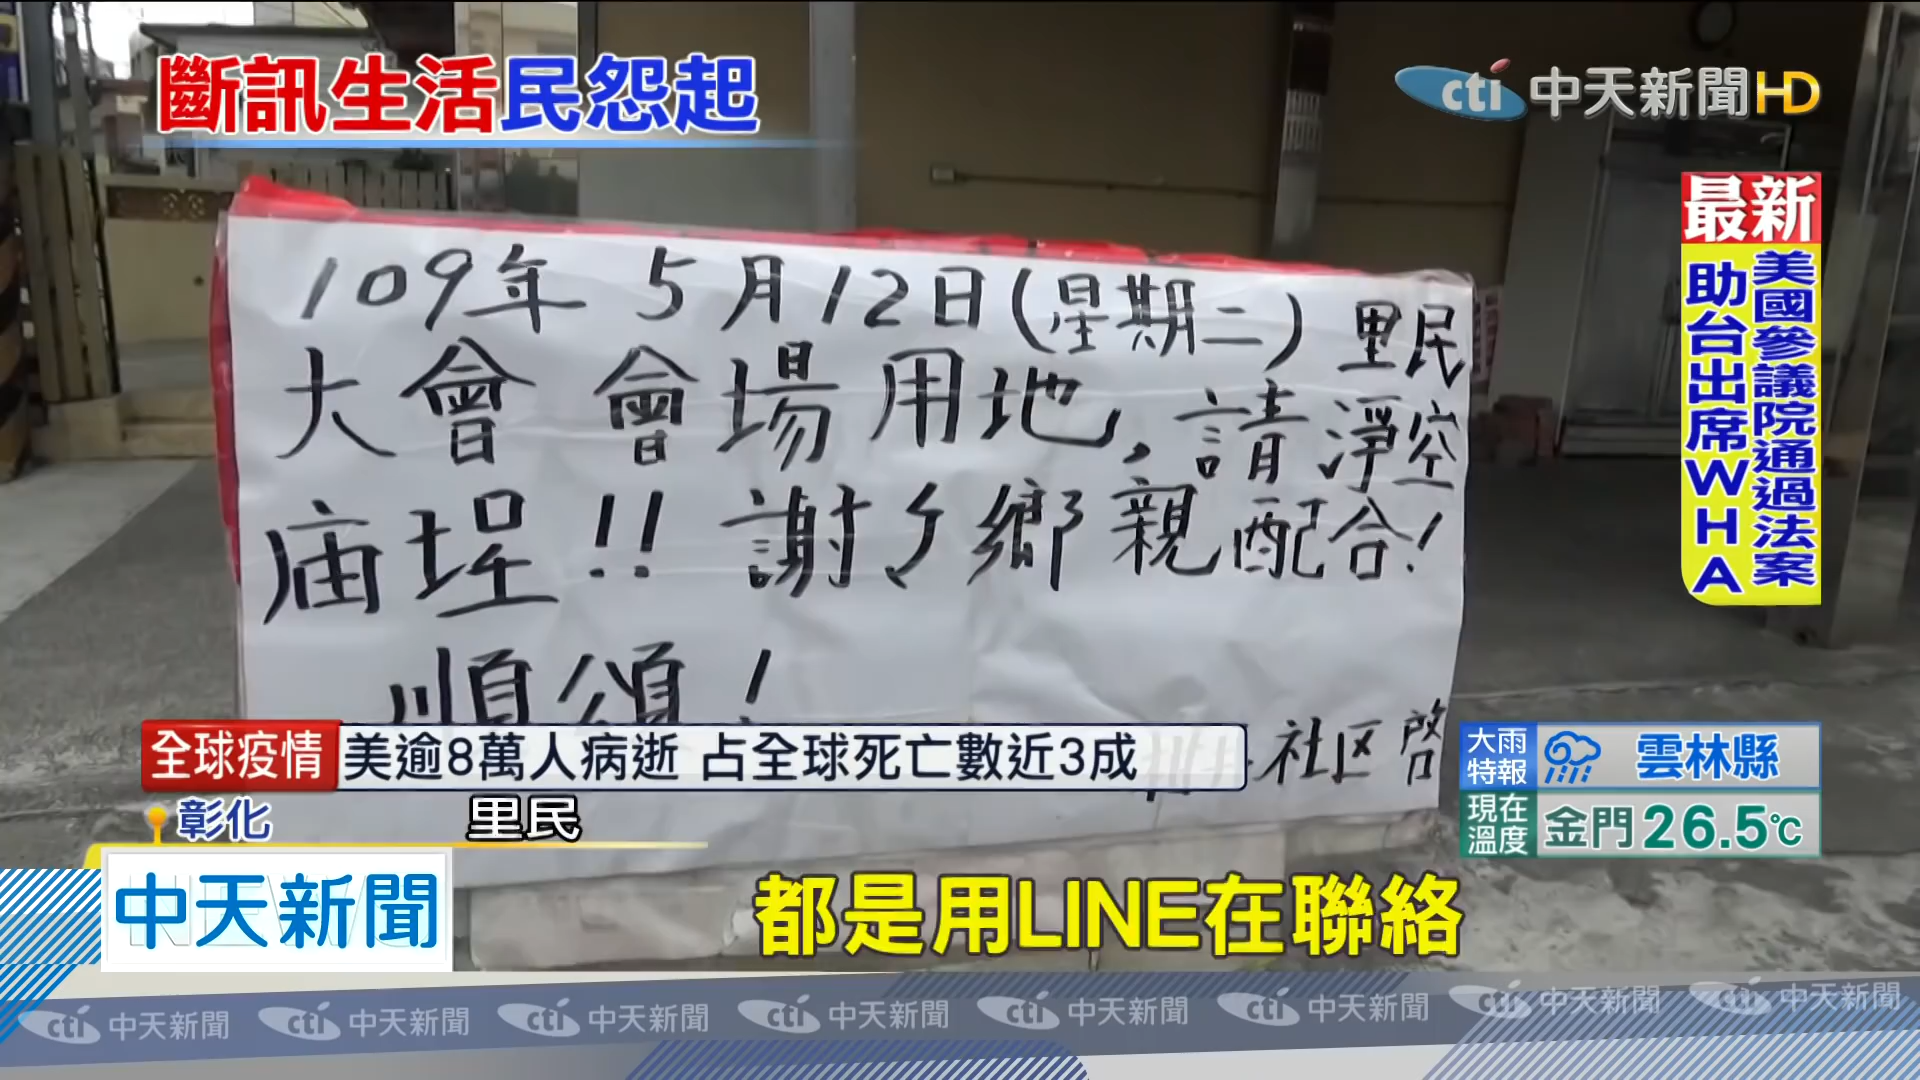 斷訊生活民怨起
cti 中天新聞HD
最新
美國參議院通過法案
助台出席WHA
109年 5月12日(星期二) 里民
大會 會場用地,請淨空
庙埕!! 謝々鄉親配合!
順頌!
社区啓
全球疫情 美逾8萬人病逝 占全球死亡數近3成
大雨特報 雲林縣
現在溫度 金門 26.5℃
彰化 里民
中天新聞
都是用LINE在聯絡
cti 中天新聞 cti 中天新聞 cti 中天新聞 cti 中天新聞 cti 中天新聞 cti 中天新聞 cti 中天新聞 cti 中天新聞